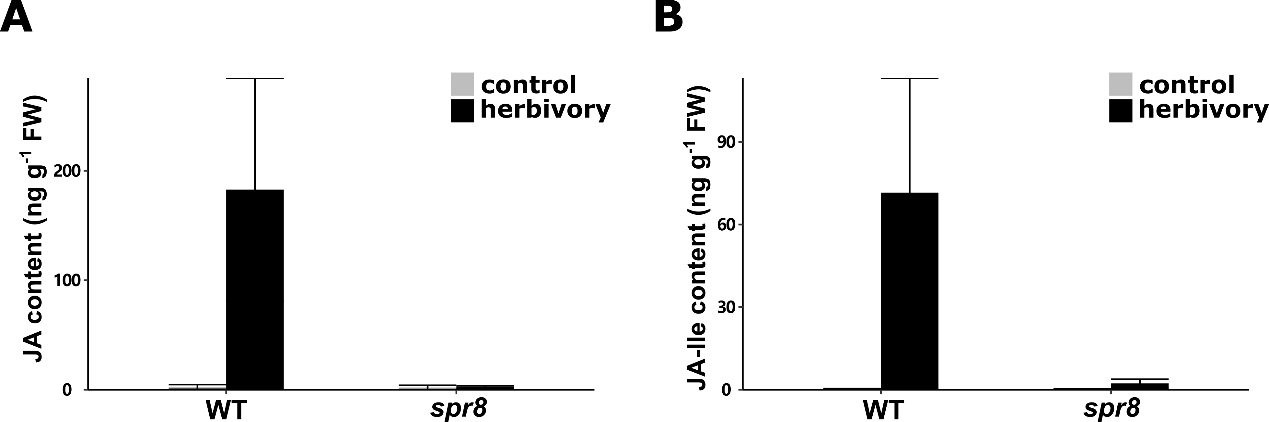 A
control
herbivory
JA content (ng g⁻¹ FW)
200
100
0
WT
spr8
B
control
herbivory
JA-Ile content (ng g⁻¹ FW)
90
60
30
0
WT
spr8